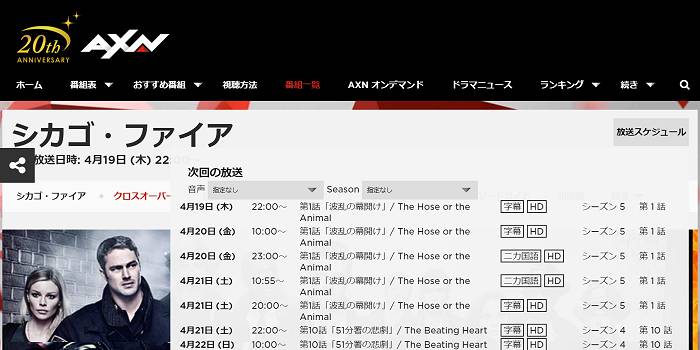 20th
ANNIVERSARY
AXN
ホーム 番組表 おすすめ番組 視聴方法 番組一覧 AXN オンデマンド ドラマニュース ランキング 続き
シカゴ・ファイア
放送スケジュール
放送日時: 4月19日 (木) 22:00～
次回の放送
音声 指定なし Season 指定なし
シカゴ・ファイア クロスオーバー
4月19日 (木) 22:00～ 第1話「波乱の幕開け」/ The Hose or the Animal 字幕 HD シーズン 5 第 1 話
4月20日 (金) 10:00～ 第1話「波乱の幕開け」/ The Hose or the Animal 字幕 HD シーズン 5 第 1 話
4月20日 (金) 23:00～ 第1話「波乱の幕開け」/ The Hose or the Animal 二カ国語 HD シーズン 5 第 1 話
4月21日 (土) 10:55～ 第1話「波乱の幕開け」/ The Hose or the Animal 二カ国語 HD シーズン 5 第 1 話
4月21日 (土) 20:00～ 第1話「波乱の幕開け」/ The Hose or the Animal 字幕 HD シーズン 5 第 1 話
4月21日 (土) 22:00～ 第10話「51分署の悲劇」/ The Beating Heart 字幕 HD シーズン 4 第 10 話
4月22日 (日) 10:00～ 第10話「51分署の悲劇」/ The Beating Heart 字幕 HD シーズン 4 第 10 話